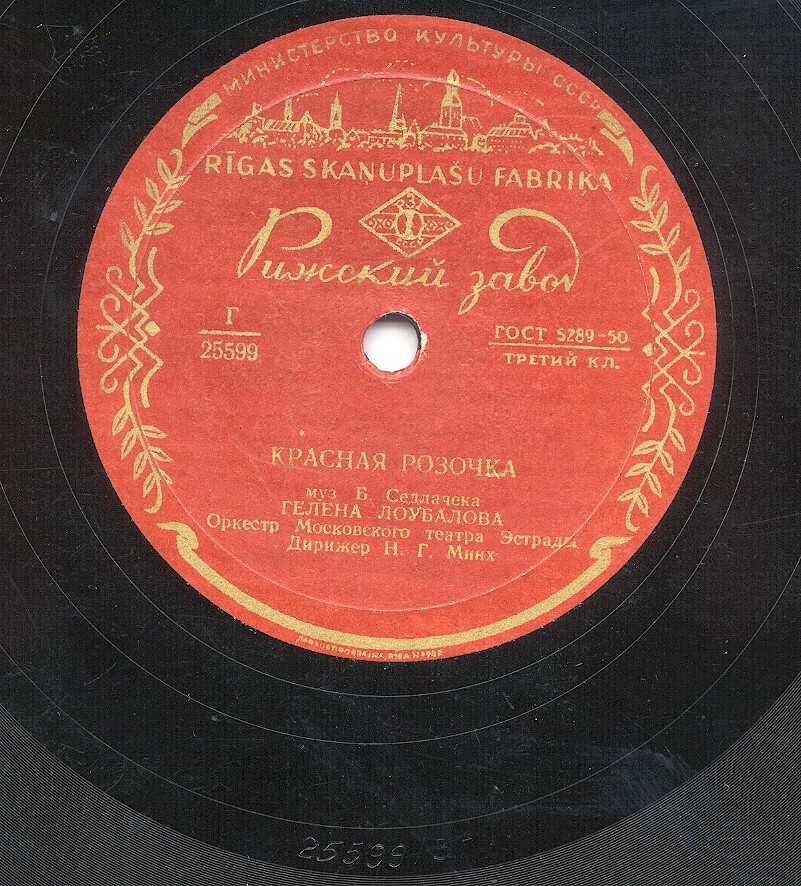 МИНИСТЕРСТВО КУЛЬТУРЫ СССР
RĪGAS SKANUPLAŠU FABRIKA
СССР
Рижский завод
Г
25599
ГОСТ 5289-50
ТРЕТИЙ КЛ.
КРАСНАЯ РОЗОЧКА
муз Б. Седлачека
ГЕЛЕНА ЛОУБАЛОВА
Оркестр Московского театра Эстрады
Дирижер Н. Г. Минх
25599